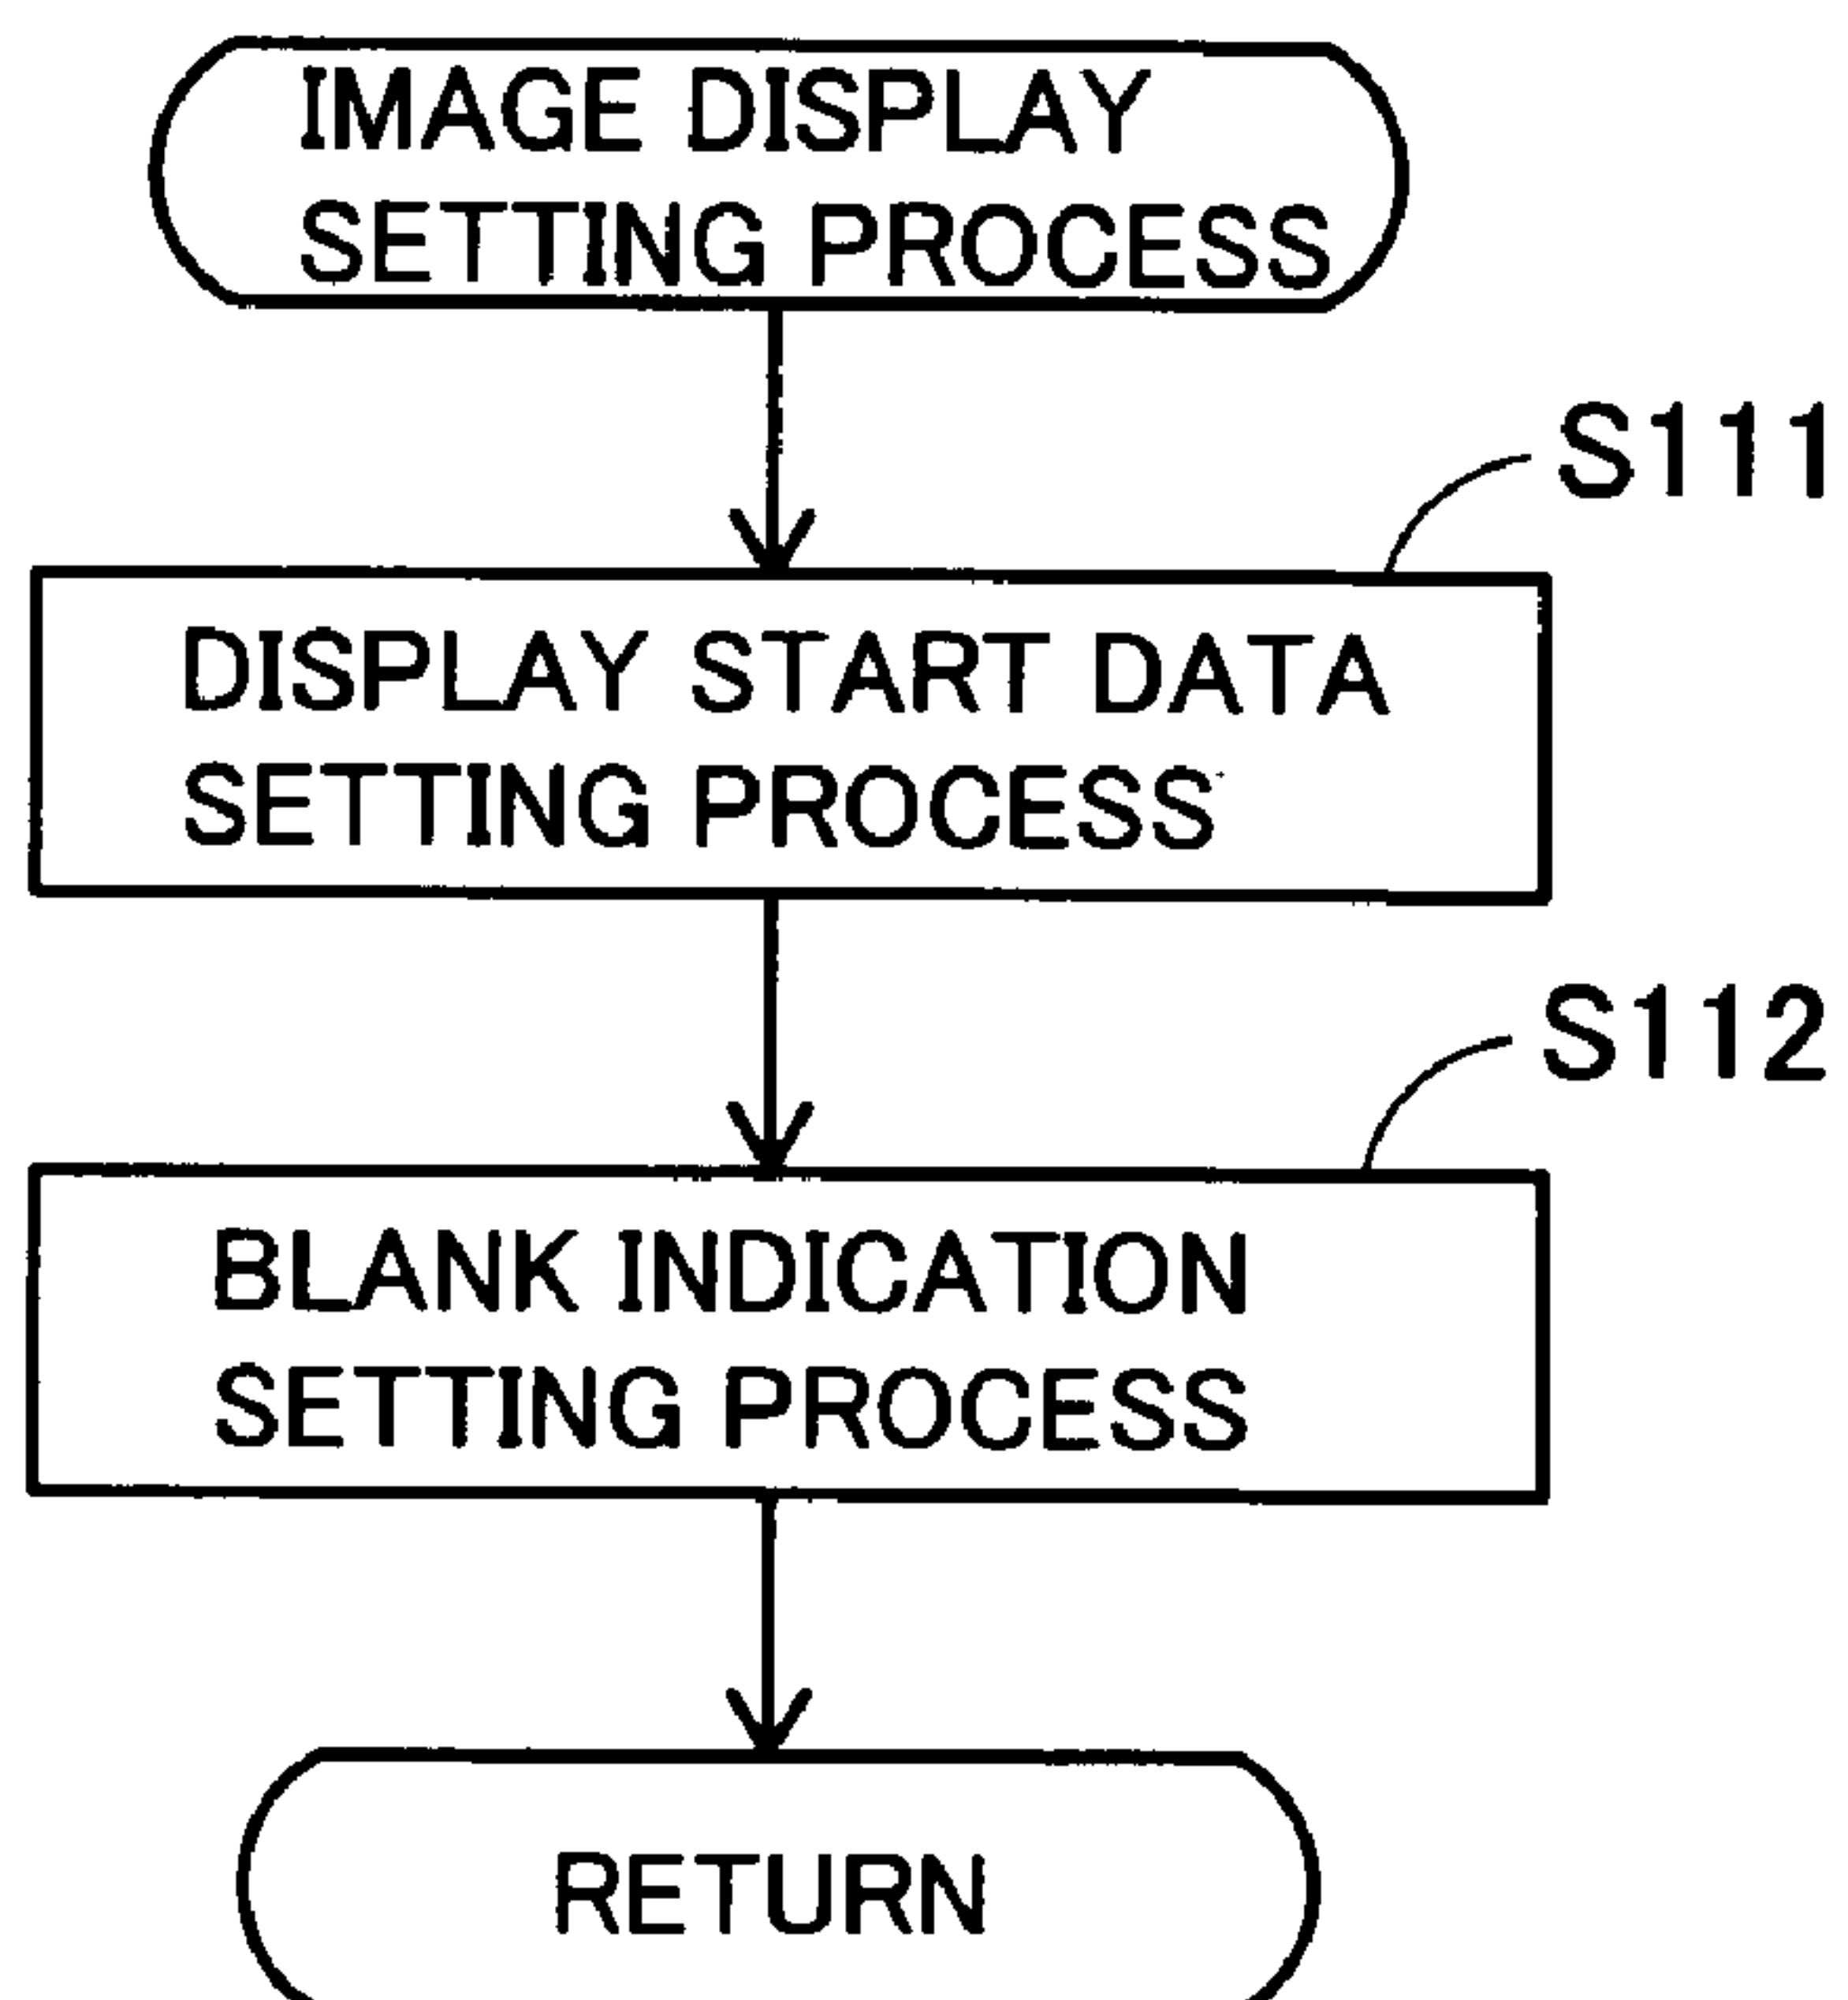 IMAGE DISPLAY
SETTING PROCESS
S111
DISPLAY START DATA
SETTING PROCESS
S112
BLANK INDICATION
SETTING PROCESS
RETURN